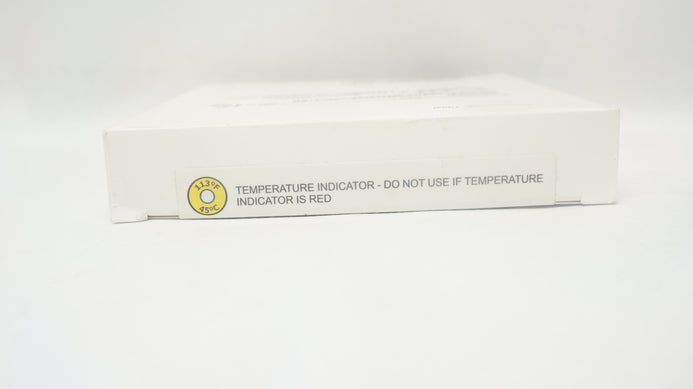 113°F
45°C
TEMPERATURE INDICATOR - DO NOT USE IF TEMPERATURE
INDICATOR IS RED